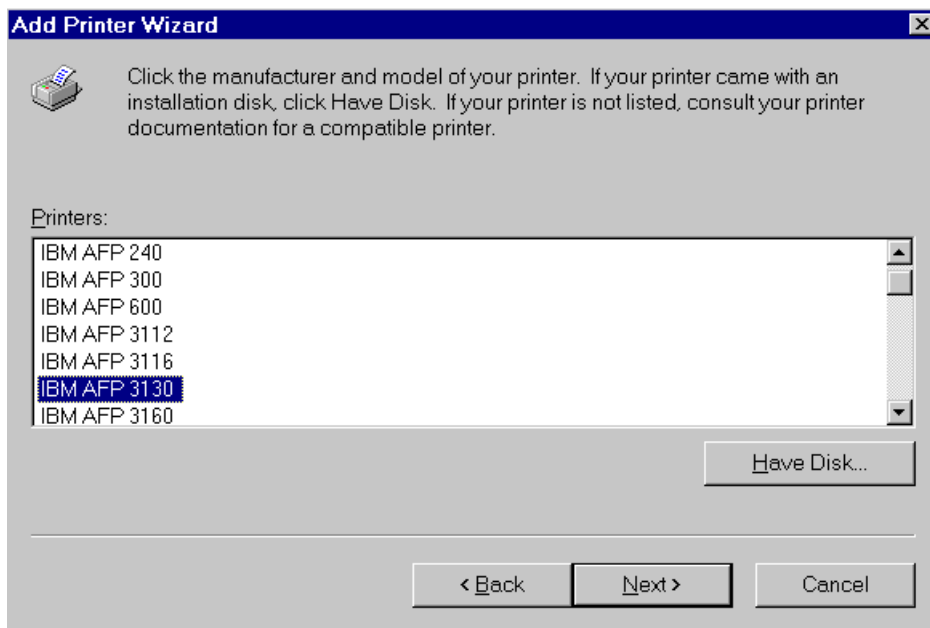 Add Printer Wizard
Click the manufacturer and model of your printer. If your printer came with an
installation disk, click Have Disk. If your printer is not listed, consult your printer
documentation for a compatible printer.
Printers:
IBM AFP 240
IBM AFP 300
IBM AFP 600
IBM AFP 3112
IBM AFP 3116
IBM AFP 3130
IBM AFP 3160
Have Disk...
< Back
Next >
Cancel